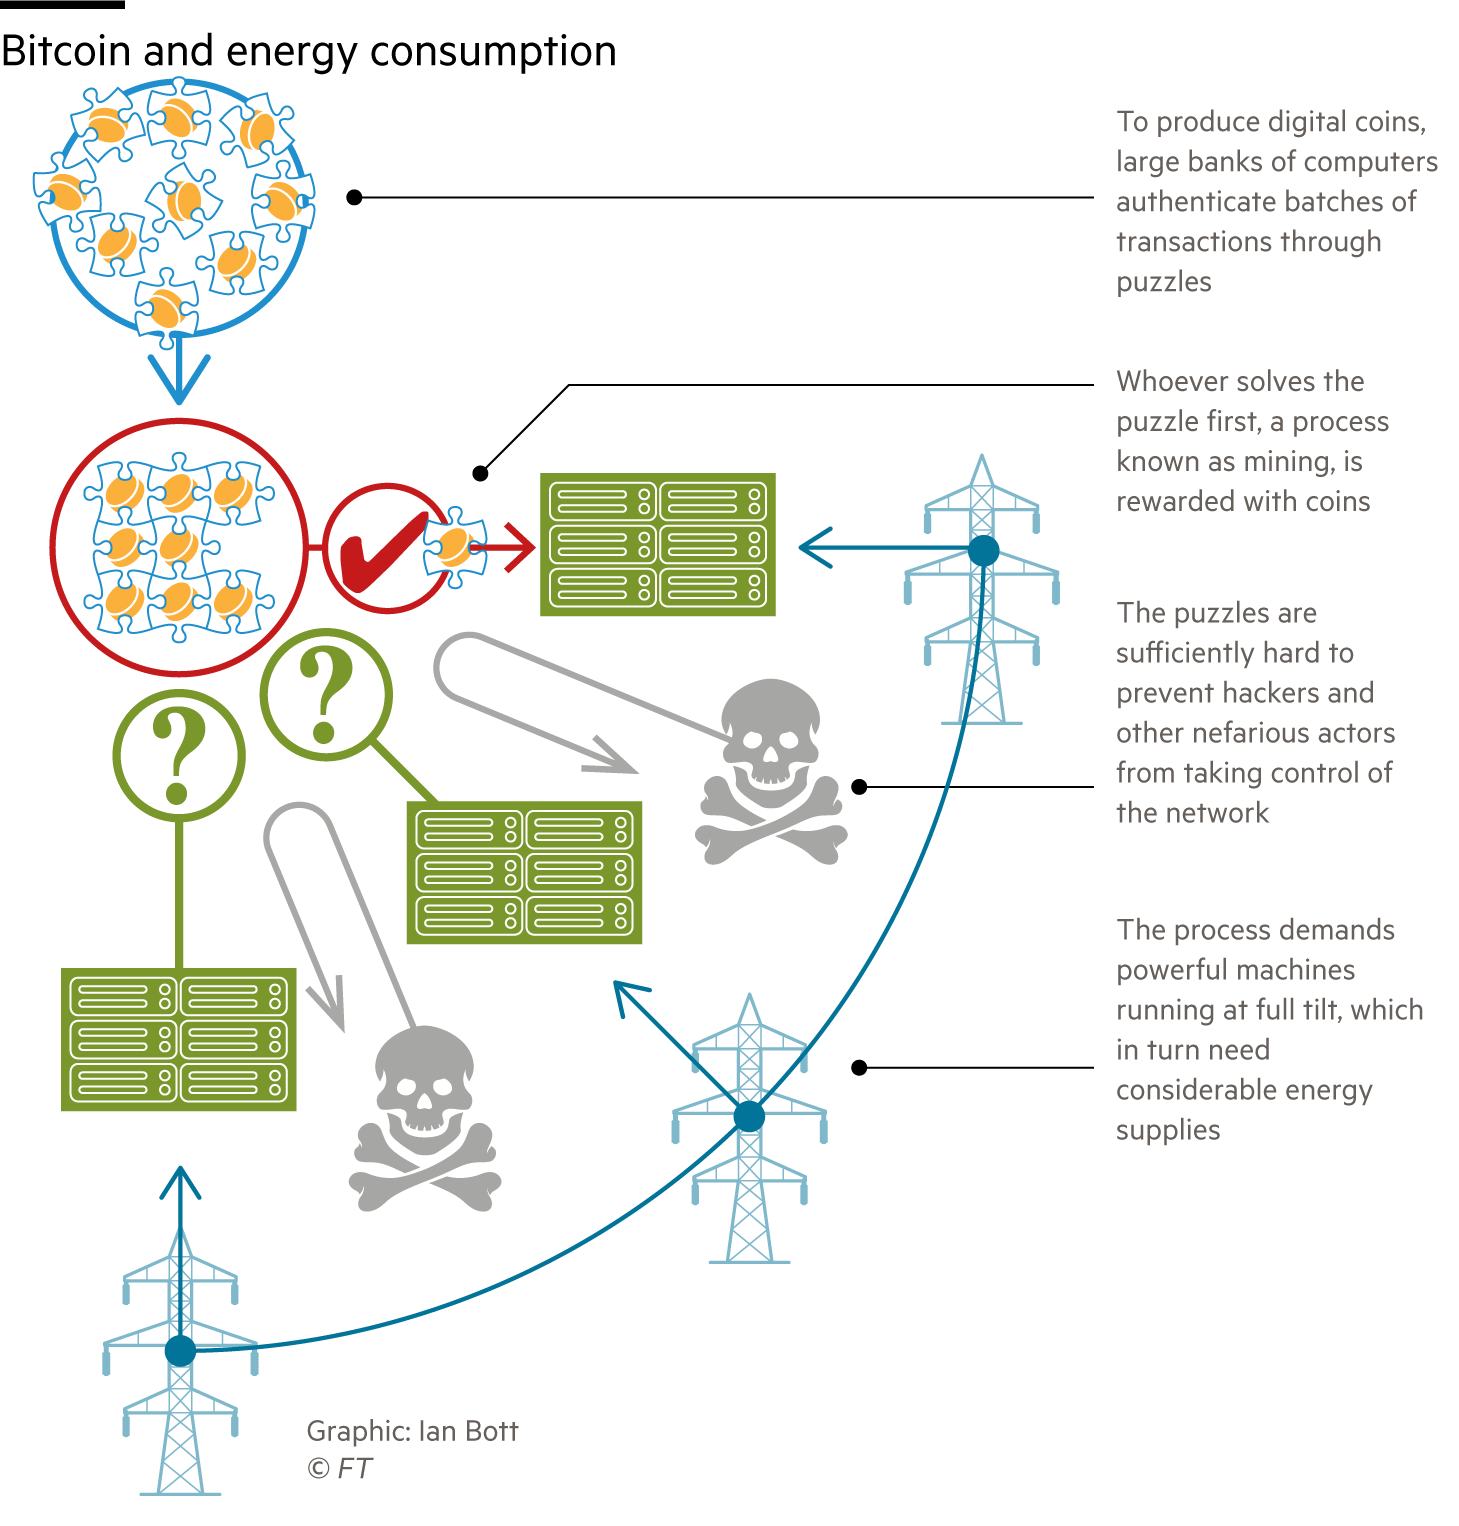 Bitcoin and energy consumption
To produce digital coins,
large banks of computers
authenticate batches of
transactions through
puzzles
Whoever solves the
puzzle first, a process
known as mining, is
rewarded with coins
?
?
The puzzles are
sufficiently hard to
prevent hackers and
other nefarious actors
from taking control of
the network
The process demands
powerful machines
running at full tilt, which
in turn need
considerable energy
supplies
Graphic: Ian Bott
© FT